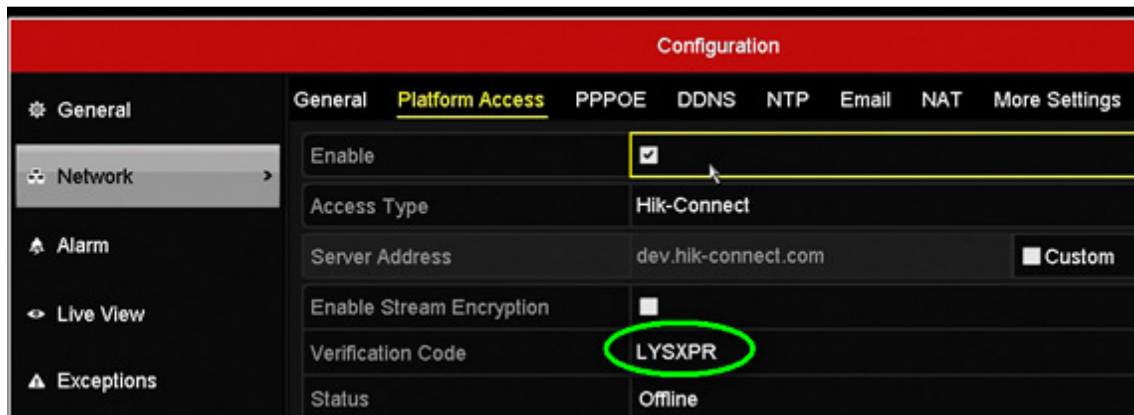 Configuration
General
Network
Alarm
Live View
Exceptions
General Platform Access PPPOE DDNS NTP Email NAT More Settings
Enable
Access Type Hik-Connect
Server Address dev.hik-connect.com Custom
Enable Stream Encryption
Verification Code LYSXPR
Status Offline